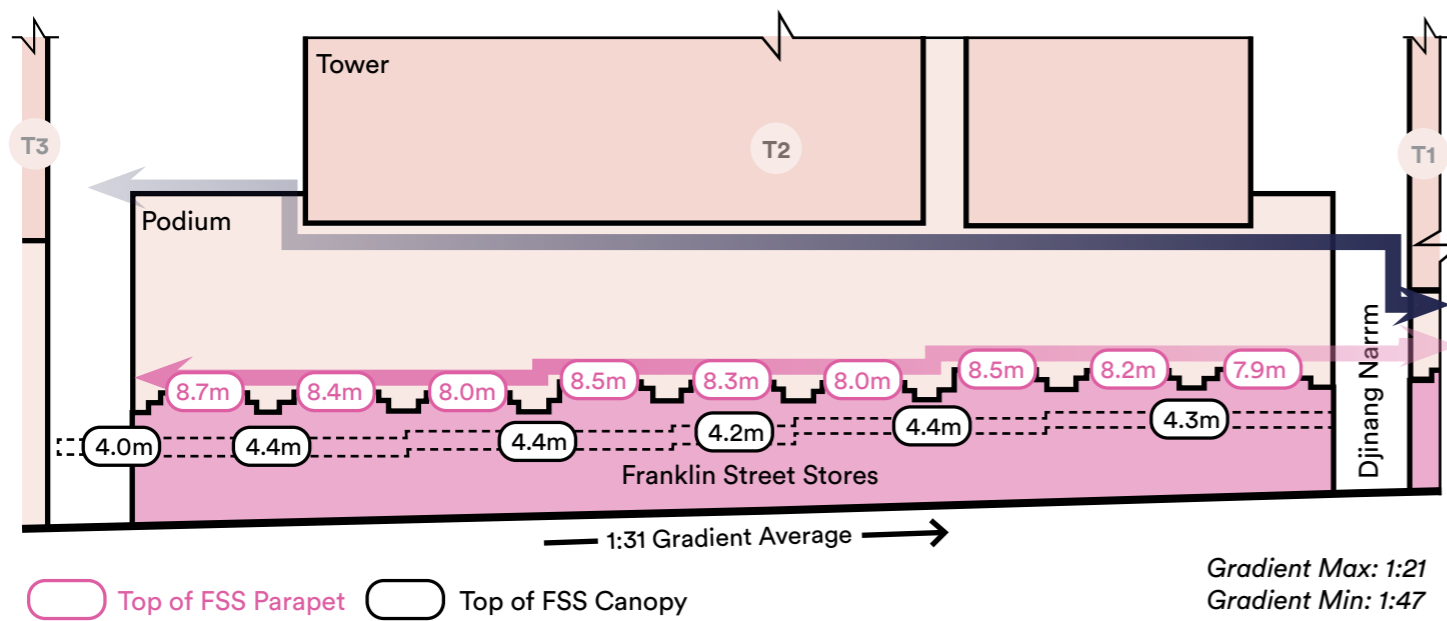 Tower
T3
T2
T1
Podium
8.7m
8.4m
8.0m
8.5m
8.3m
8.0m
8.5m
8.2m
7.9m
4.0m
4.4m
4.4m
4.2m
4.4m
4.3m
Djinang Narm
Franklin Street Stores
1:31 Gradient Average
Top of FSS Parapet
Top of FSS Canopy
Gradient Max: 1:21
Gradient Min: 1:47